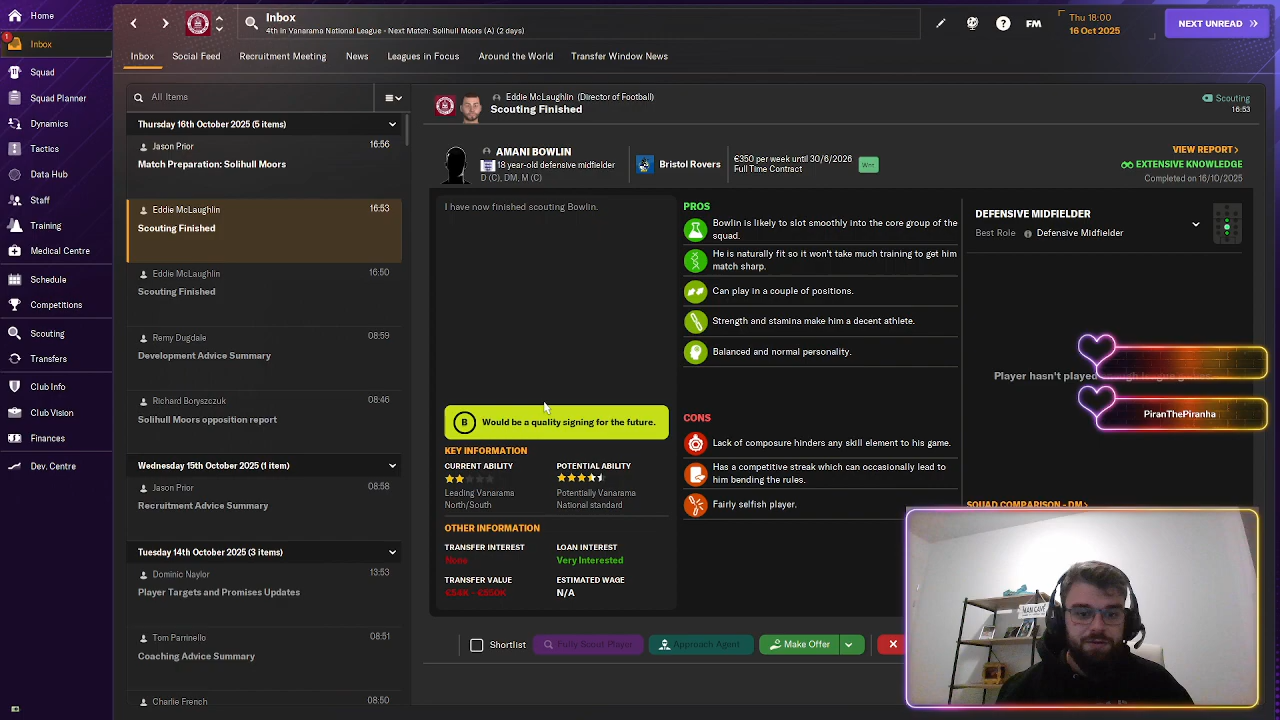 Home
1
Inbox
Squad
Squad Planner
Dynamics
Tactics
Data Hub
Staff
Training
Medical Centre
Schedule
Competitions
Scouting
Transfers
Club Info
Club Vision
Finances
Dev. Centre
Inbox
4th in Vanarama National League - Next Match: Solihull Moors (A) (2 days)
FM
Thu 18:00
16 Oct 2025
NEXT UNREAD
Inbox
Social Feed
Recruitment Meeting
News
Leagues in Focus
Around the World
Transfer Window News
All Items
Thursday 16th October 2025 (5 items)
Jason Prior
16:56
Match Preparation: Solihull Moors
Eddie McLaughlin
16:53
Scouting Finished
Eddie McLaughlin
16:50
Scouting Finished
Remy Dugdale
08:59
Development Advice Summary
Richard Boryszczuk
08:46
Solihull Moors opposition report
Wednesday 15th October 2025 (1 item)
Jason Prior
08:58
Recruitment Advice Summary
Tuesday 14th October 2025 (3 items)
Dominic Naylor
13:53
Player Targets and Promises Updates
Tom Parrinello
08:51
Coaching Advice Summary
Charlie French
08:50
Eddie McLaughlin (Director of Football)
Scouting Finished
Scouting
16:53
AMANI BOWLIN
18 year-old defensive midfielder
D (C), DM, M (C)
Bristol Rovers
€350 per week until 30/6/2026
Full Time Contract
Wnt
VIEW REPORT >
EXTENSIVE KNOWLEDGE
Completed on 16/10/2025
I have now finished scouting Bowlin.
B
Would be a quality signing for the future.
KEY INFORMATION
CURRENT ABILITY
POTENTIAL ABILITY
Leading Vanarama
North/South
Potentially Vanarama
National standard
OTHER INFORMATION
TRANSFER INTEREST
None
LOAN INTEREST
Very Interested
TRANSFER VALUE
ESTIMATED WAGE
N/A
PROS
Bowlin is likely to slot smoothly into the core group of the
squad.
He is naturally fit so it won't take much training to get him
match sharp.
Can play in a couple of positions.
Strength and stamina make him a decent athlete.
Balanced and normal personality.
CONS
Lack of composure hinders any skill element to his game.
Has a competitive streak which can occasionally lead to
him bending the rules.
Fairly selfish player.
DEFENSIVE MIDFIELDER
Best Role
Defensive Midfielder
Player hasn't played
PiranThePiranha
SQUAD COMPARISON - DM >
Shortlist
Fully Scout Player
Approach Agent
Make Offer
MAN CAVE